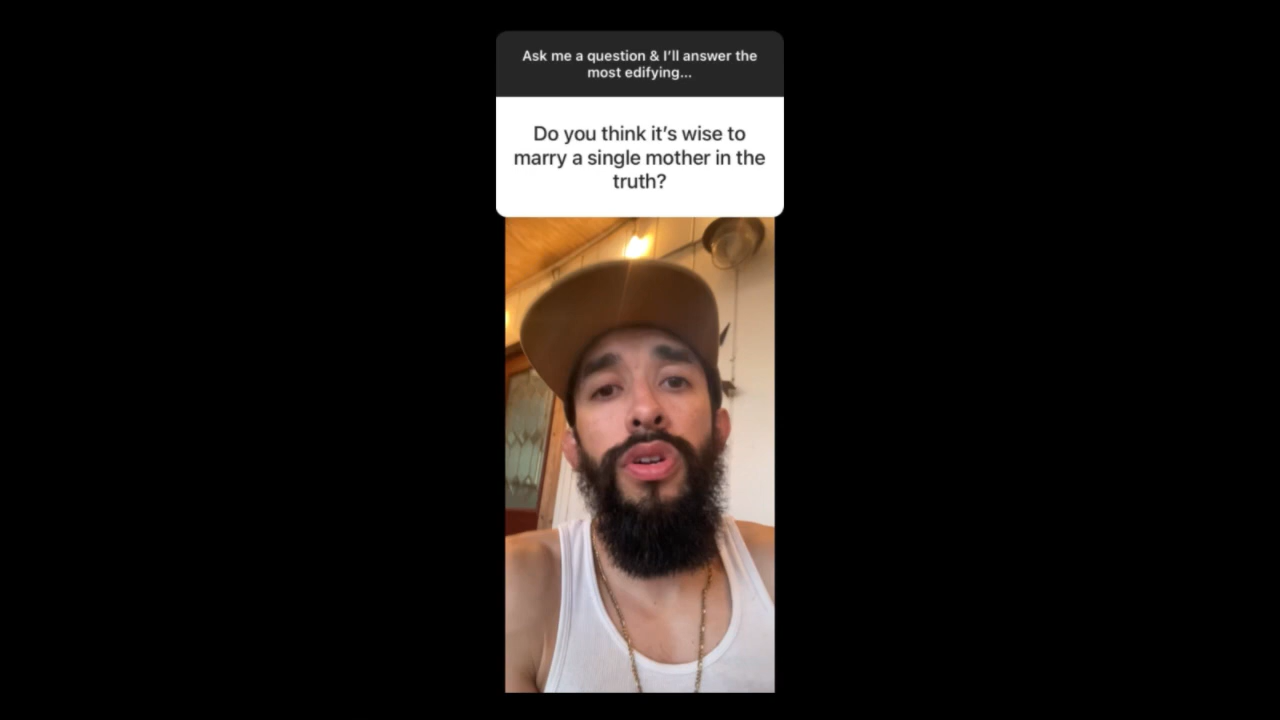 Ask me a question & I’ll answer the
most edifying...
Do you think it’s wise to
marry a single mother in the
truth?